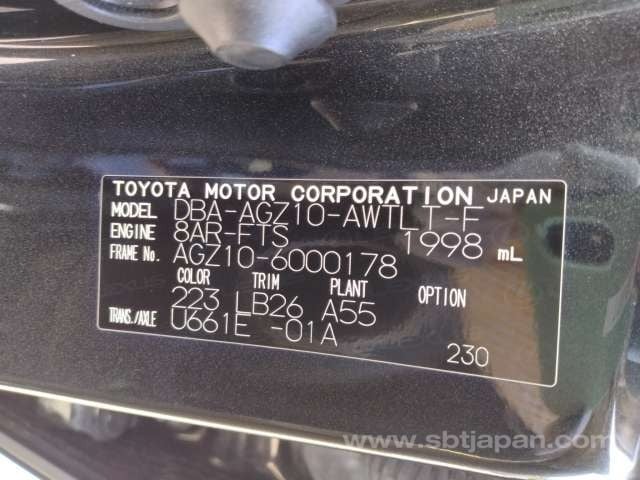 TOYOTA MOTOR CORPORATION JAPAN
MODEL DBA-AGZ10-AWTLT-F
ENGINE 8AR-FTS 1998 mL
FRAME No. AGZ10-6000178
COLOR TRIM PLANT OPTION
223 LB26 A55
TRANS./AXLE U661E -01A
230
www.sbtjapan.com